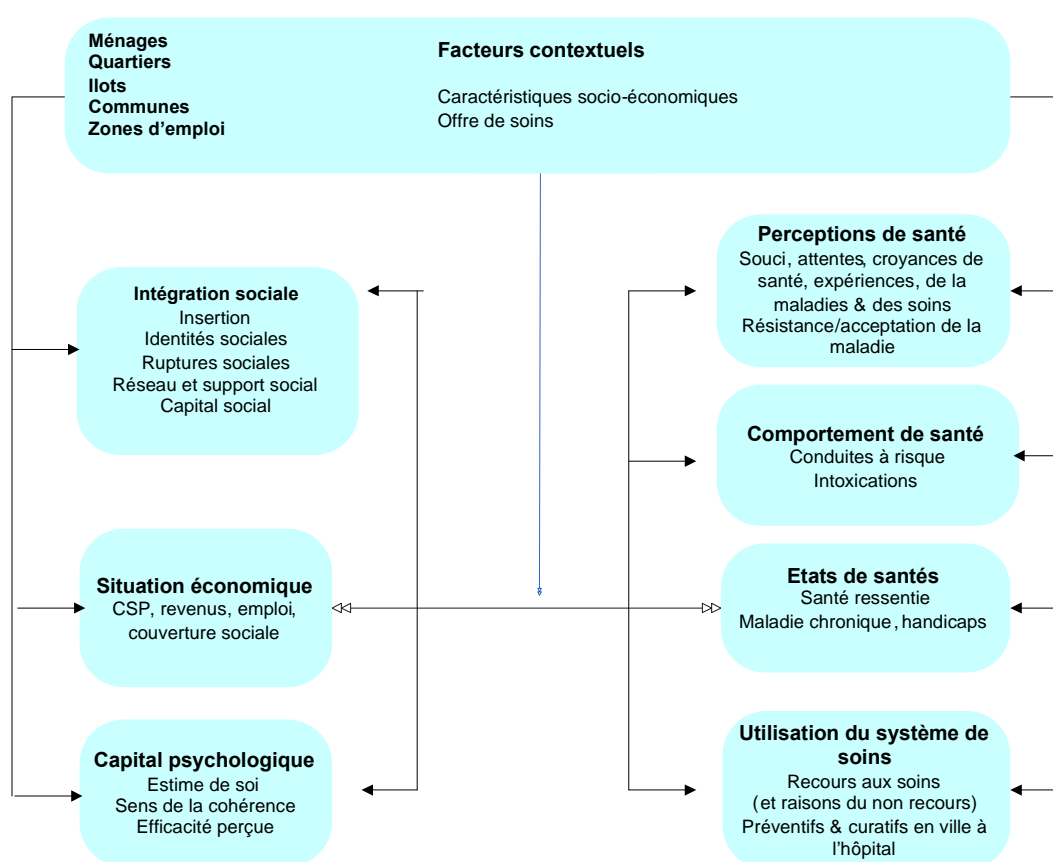 Ménages
Quartiers
Ilots
Communes
Zones d'emploi
Facteurs contextuels
Caractéristiques socio-économiques
Offre de soins
Intégration sociale
Insertion
Identités sociales
Ruptures sociales
Réseau et support social
Capital social
Situation économique
CSP, revenus, emploi,
couverture sociale
Capital psychologique
Estime de soi
Sens de la cohérence
Efficacité perçue
Perceptions de santé
Souci, attentes, croyances de
santé, expériences, de la
maladies & des soins
Résistance/acceptation de la
maladie
Comportement de santé
Conduites à risque
Intoxications
Etats de santés
Santé ressentie
Maladie chronique, handicaps
Utilisation du système de
soins
Recours aux soins
(et raisons du non recours)
Préventifs & curatifs en ville à
l'hôpital